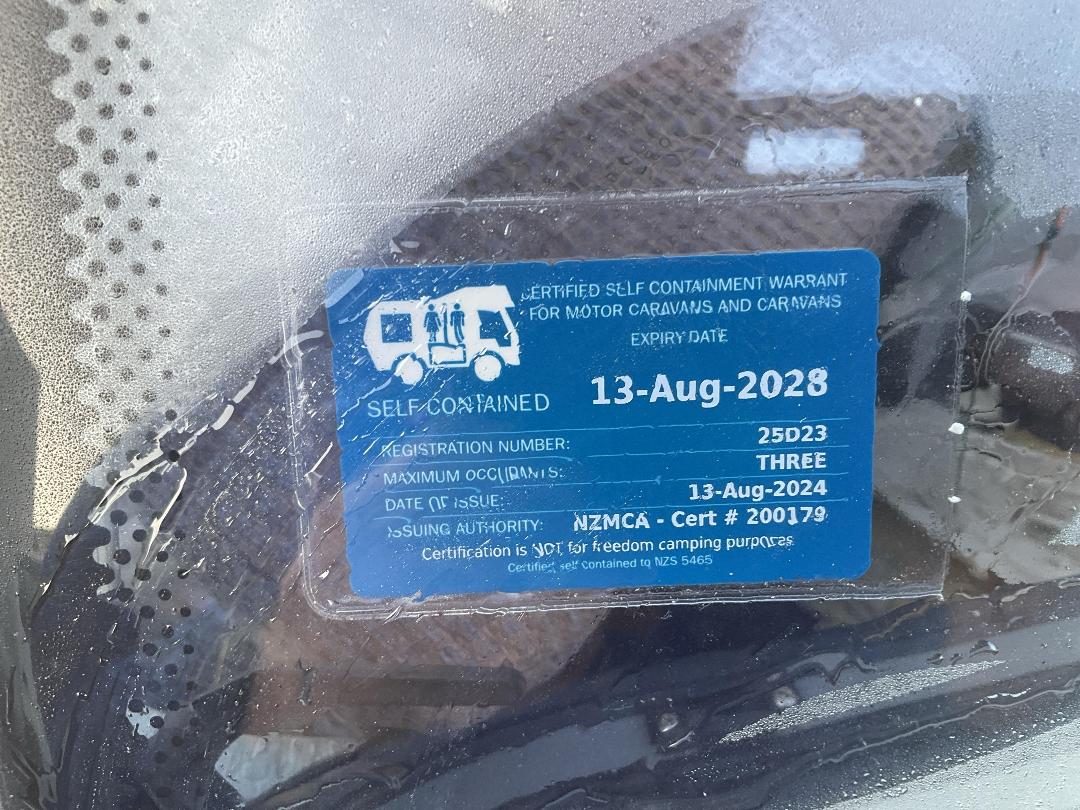 CERTIFIED SELF CONTAINMENT WARRANT
FOR MOTOR CARAVANS AND CARAVANS
EXPIRY DATE
13-Aug-2028
SELF CONTAINED
REGISTRATION NUMBER: 25D23
MAXIMUM OCCUPANTS: THREE
DATE OF ISSUE: 13-Aug-2024
ISSUING AUTHORITY: NZMCA - Cert # 200179
Certification is NOT for freedom camping purposes
Certified self contained to NZS 5465